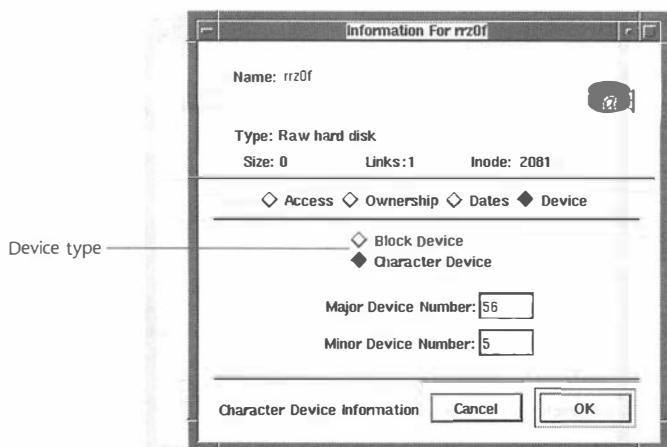 Information For rrz0f
Name: rrz0f
Type: Raw hard disk
Size: 0 Links:1 Inode: 2081
Access Ownership Dates Device
Device type
Block Device
Character Device
Major Device Number: 56
Minor Device Number: 5
Character Device Information Cancel OK